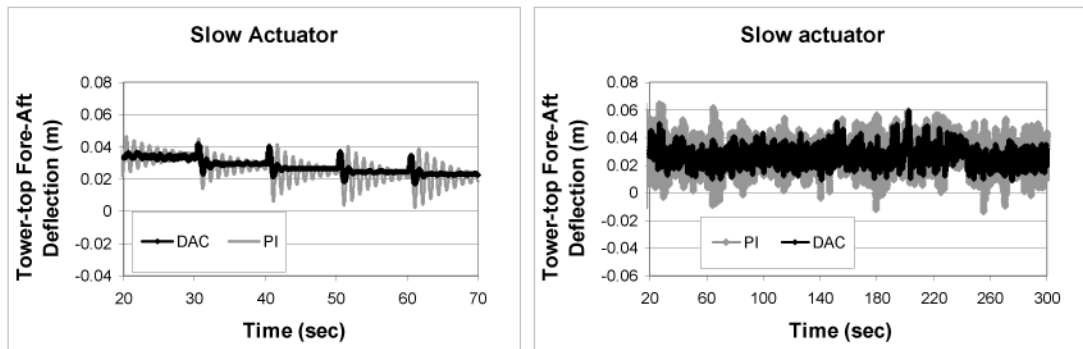 Slow Actuator
Tower-top Fore-Aft
Deflection (m)
0.08
0.06
0.04
0.02
0
-0.02
-0.04
DAC PI
20 30 40 50 60 70
Time (sec)
Slow actuator
Tower-top Fore-Aft
Deflection (m)
0.08
0.06
0.04
0.02
0
-0.02
-0.04
-0.06
PI DAC
20 60 100 140 180 220 260 300
Time (sec)